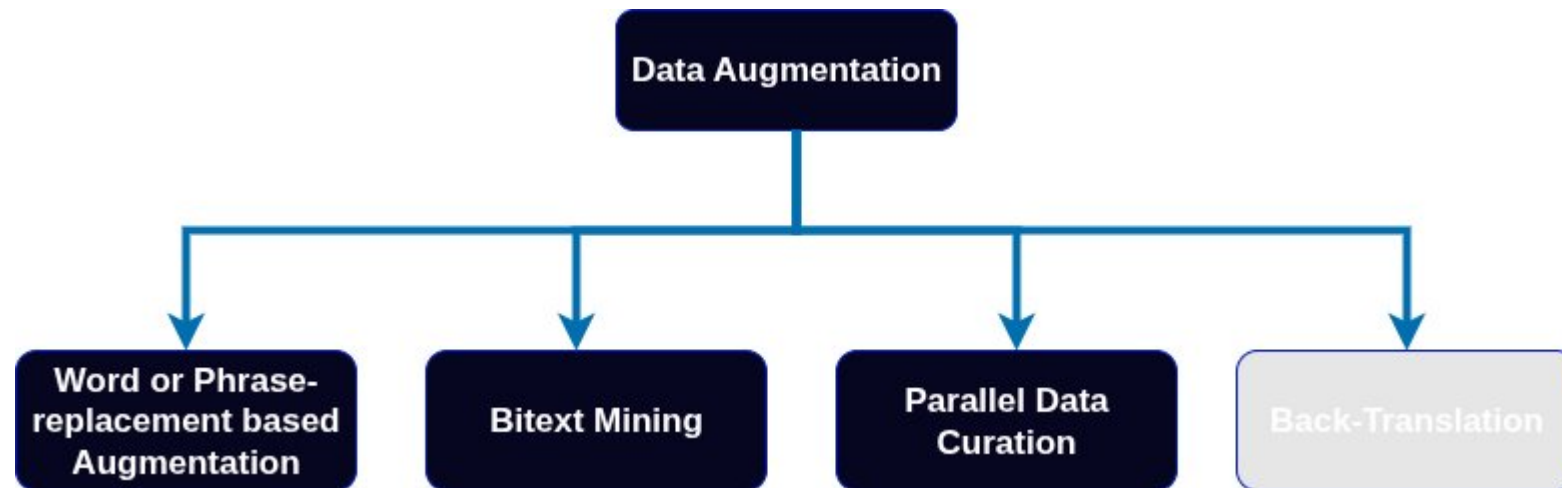 Data Augmentation
Word or Phrase-
replacement based
Augmentation
Bitext Mining
Parallel Data
Curation
Back-Translation